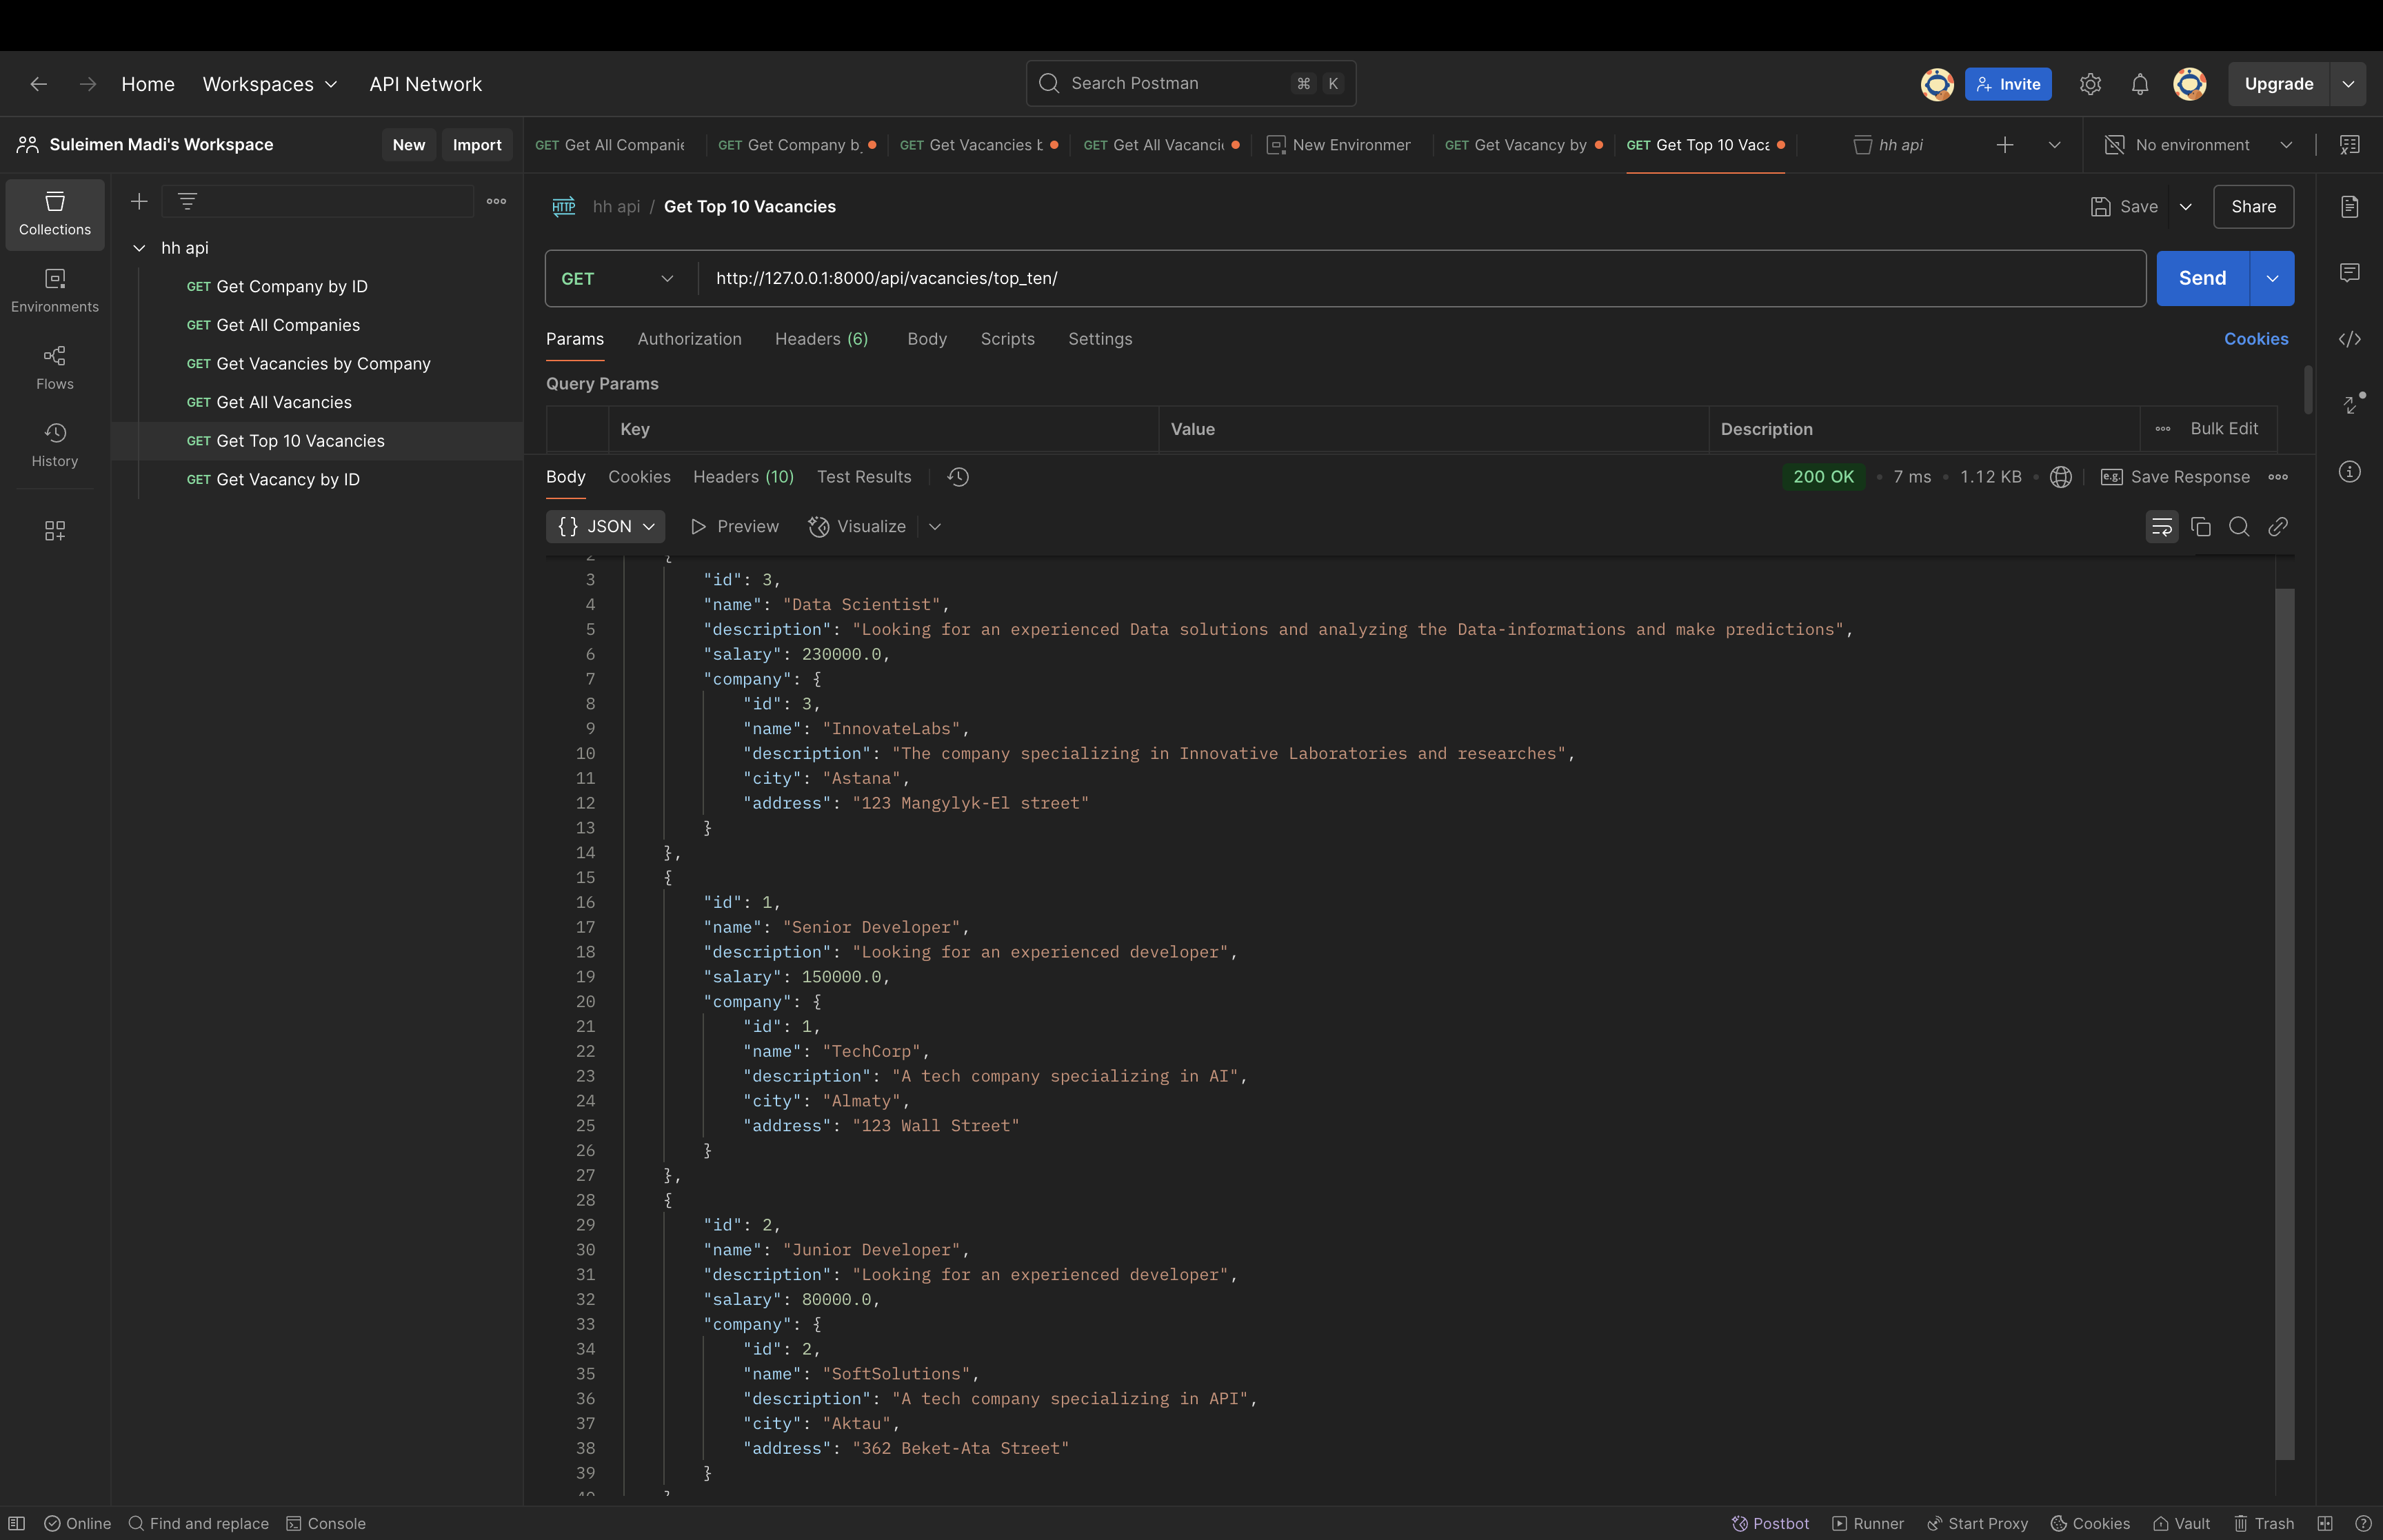 Home Workspaces API Network Search Postman ⌘ K Invite Upgrade
Suleimen Madi's Workspace New Import
GET Get All Companie GET Get Company by GET Get Vacancies b GET Get All Vacancie New Environmen GET Get Vacancy by GET Get Top 10 Vaca hh api No environment
Collections
Environments
Flows
History
hh api
GET Get Company by ID
GET Get All Companies
GET Get Vacancies by Company
GET Get All Vacancies
GET Get Top 10 Vacancies
GET Get Vacancy by ID
HTTP hh api / Get Top 10 Vacancies Save Share
GET http://127.0.0.1:8000/api/vacancies/top_ten/ Send
Params Authorization Headers (6) Body Scripts Settings Cookies
Query Params
Key Value Description Bulk Edit
Body Cookies Headers (10) Test Results 200 OK • 7 ms • 1.12 KB • e.g. Save Response
{} JSON Preview Visualize
2 {
3 "id": 3,
4 "name": "Data Scientist",
5 "description": "Looking for an experienced Data solutions and analyzing the Data-informations and make predictions",
6 "salary": 230000.0,
7 "company": {
8 "id": 3,
9 "name": "InnovateLabs",
10 "description": "The company specializing in Innovative Laboratories and researches",
11 "city": "Astana",
12 "address": "123 Mangylyk-El street"
13 }
14 },
15 {
16 "id": 1,
17 "name": "Senior Developer",
18 "description": "Looking for an experienced developer",
19 "salary": 150000.0,
20 "company": {
21 "id": 1,
22 "name": "TechCorp",
23 "description": "A tech company specializing in AI",
24 "city": "Almaty",
25 "address": "123 Wall Street"
26 }
27 },
28 {
29 "id": 2,
30 "name": "Junior Developer",
31 "description": "Looking for an experienced developer",
32 "salary": 80000.0,
33 "company": {
34 "id": 2,
35 "name": "SoftSolutions",
36 "description": "A tech company specializing in API",
37 "city": "Aktau",
38 "address": "362 Beket-Ata Street"
39 }
40 }
Online Find and replace Console Postbot Runner Start Proxy Cookies Vault Trash